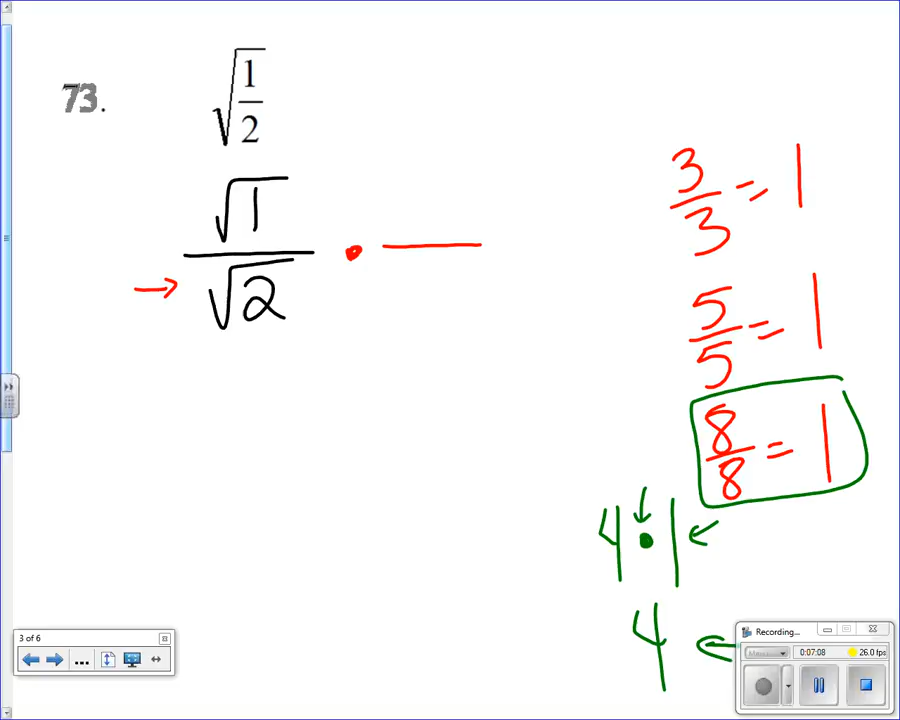 73.
√(1/2)
√1/√2 • —
→
3/3 = 1
5/5 = 1
8/8 = 1
4 • 1
4
3 of 6
...
Recording...
0:07:08
26.0 fps